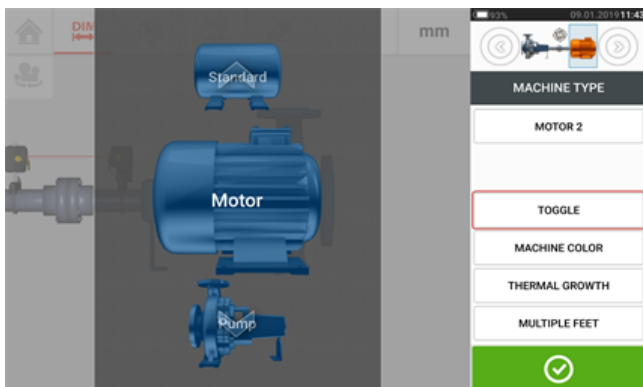 DIM
mm
Standard
Motor
Pump
93%
09.01.2019 11:43
MACHINE TYPE
MOTOR 2
TOGGLE
MACHINE COLOR
THERMAL GROWTH
MULTIPLE FEET